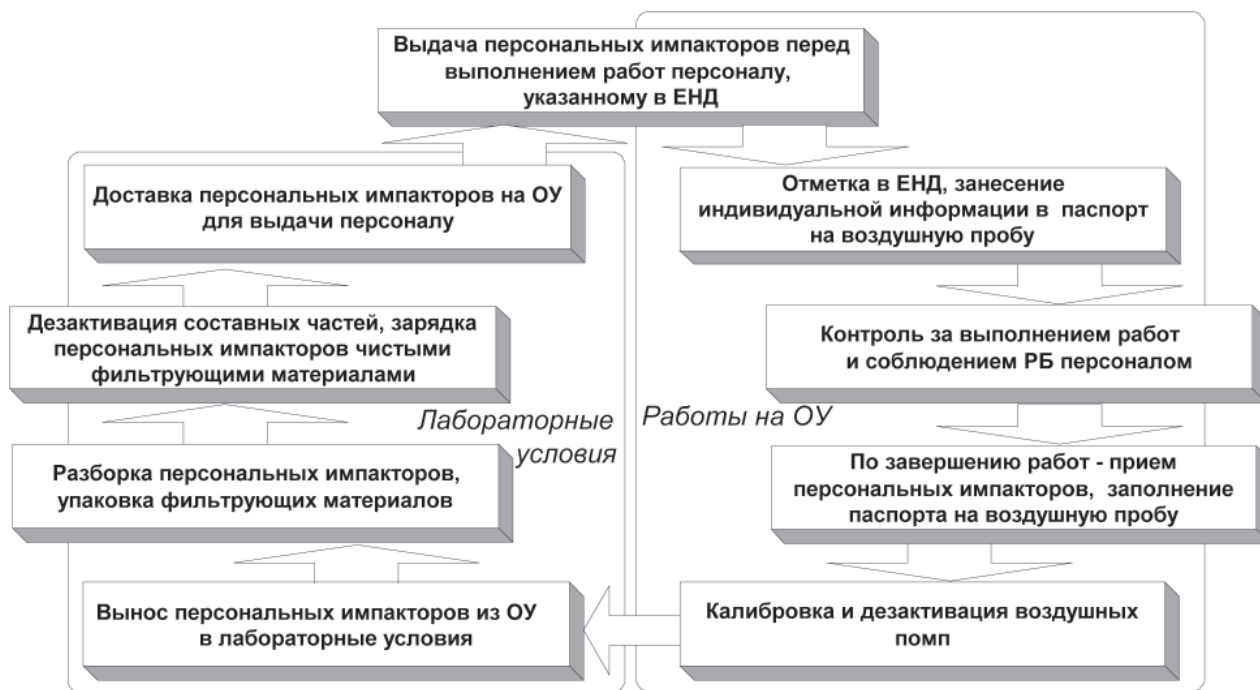 Выдача персональных импакторов перед
выполнением работ персоналу,
указанному в ЕНД
Отметка в ЕНД, занесение
индивидуальной информации в паспорт
на воздушную пробу
Контроль за выполнением работ
и соблюдением РБ персоналом
По завершению работ - прием
персональных импакторов, заполнение
паспорта на воздушную пробу
Калибровка и дезактивация воздушных
помп
Вынос персональных импакторов из ОУ
в лабораторные условия
Разборка персональных импакторов,
упаковка фильтрующих материалов
Дезактивация составных частей, зарядка
персональных импакторов чистыми
фильтрующими материалами
Доставка персональных импакторов на ОУ
для выдачи персоналу
Лабораторные
условия
Работы на ОУ